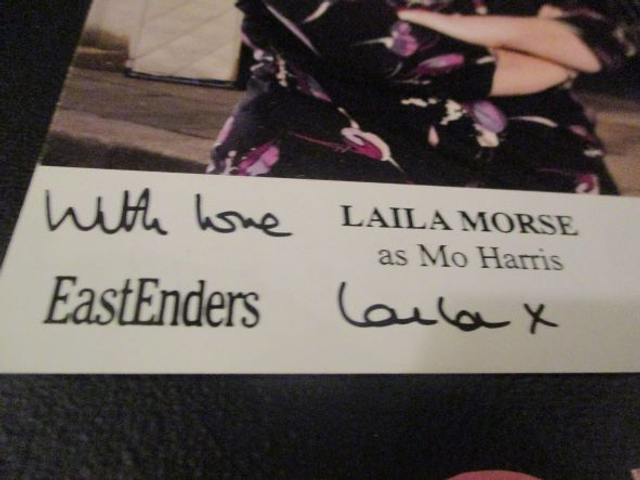 With love
LAILA MORSE
as Mo Harris
EastEnders
Laila x